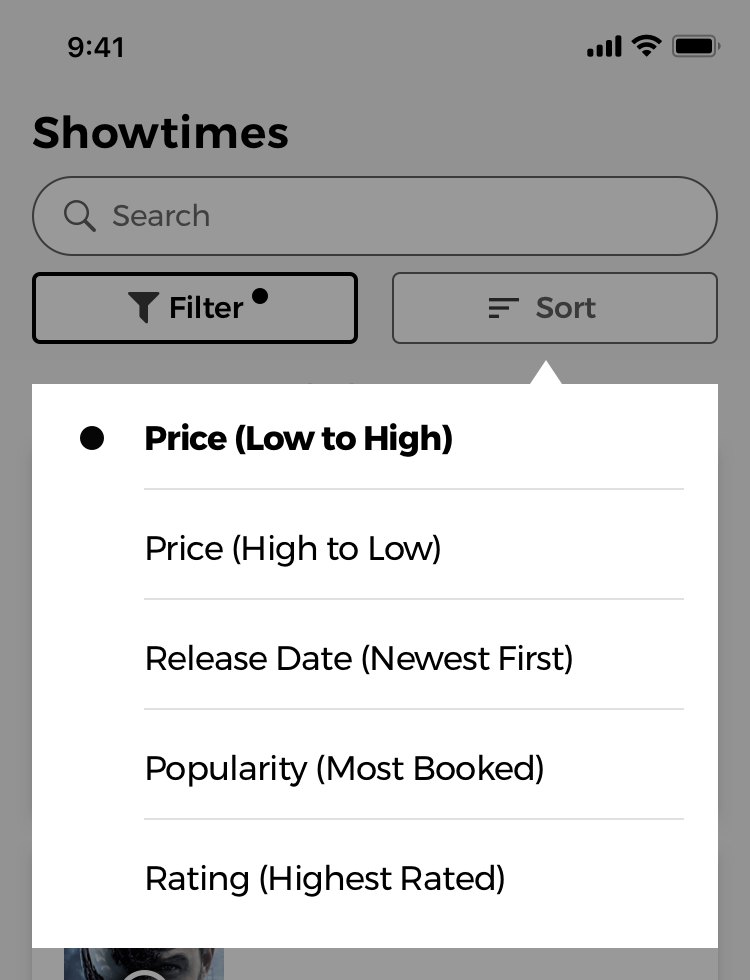 9:41
Showtimes
Search
Filter
Sort
Price (Low to High)
Price (High to Low)
Release Date (Newest First)
Popularity (Most Booked)
Rating (Highest Rated)